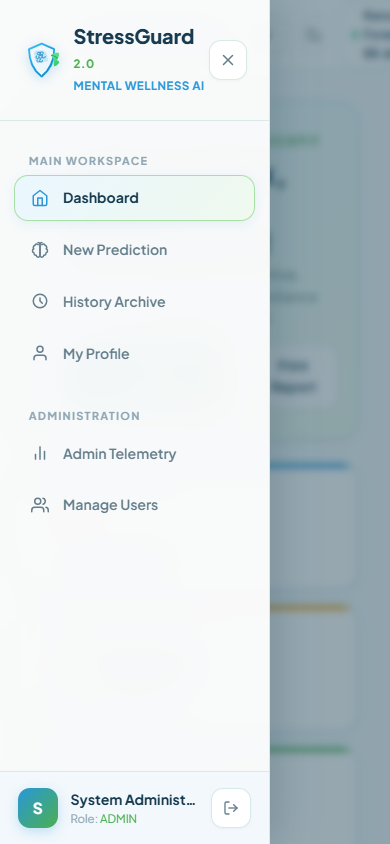 StressGuard
2.0
MENTAL WELLNESS AI
MAIN WORKSPACE
Dashboard
New Prediction
History Archive
My Profile
ADMINISTRATION
Admin Telemetry
Manage Users
S
System Administ...
Role: ADMIN